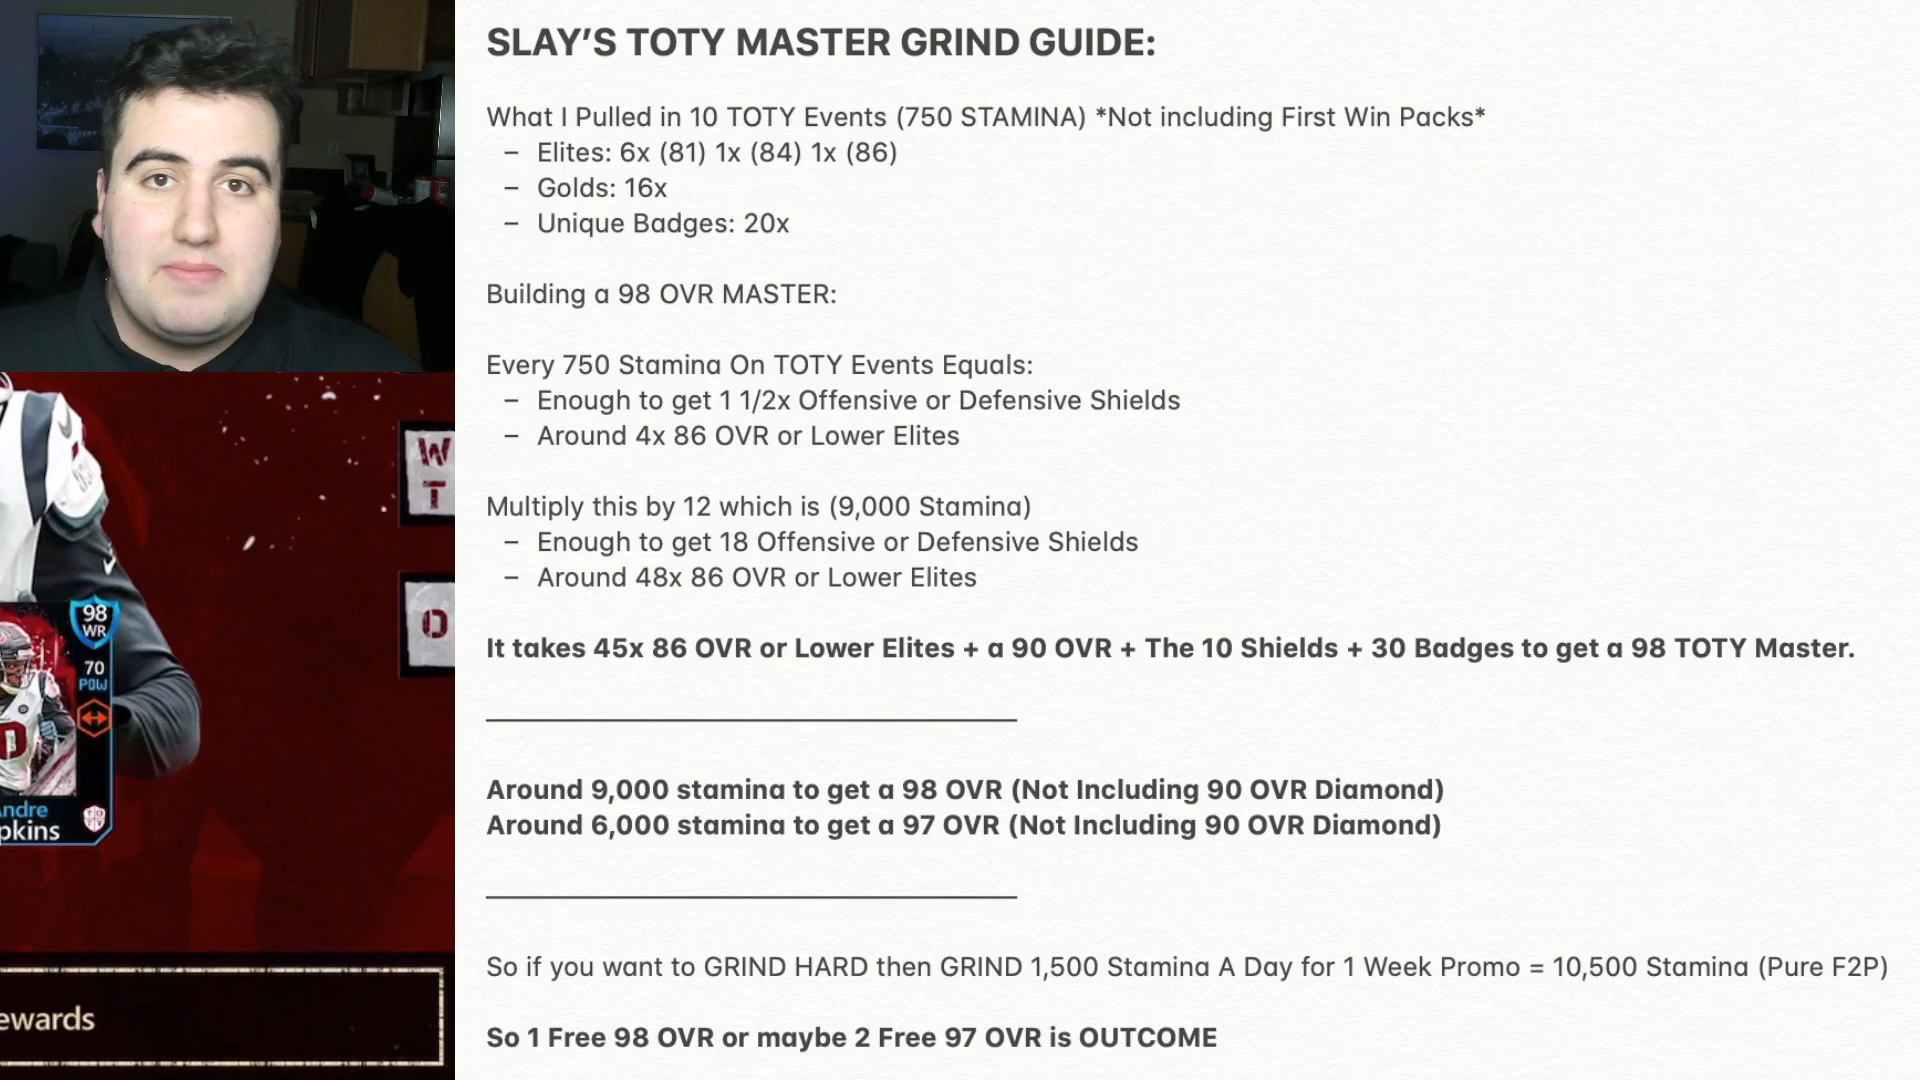 SLAY'S TOTY MASTER GRIND GUIDE:
What I Pulled in 10 TOTY Events (750 STAMINA) *Not including First Win Packs*
– Elites: 6x (81) 1x (84) 1x (86)
– Golds: 16x
– Unique Badges: 20x
Building a 98 OVR MASTER:
Every 750 Stamina On TOTY Events Equals:
– Enough to get 1 1/2x Offensive or Defensive Shields
– Around 4x 86 OVR or Lower Elites
Multiply this by 12 which is (9,000 Stamina)
– Enough to get 18 Offensive or Defensive Shields
– Around 48x 86 OVR or Lower Elites
It takes 45x 86 OVR or Lower Elites + a 90 OVR + The 10 Shields + 30 Badges to get a 98 TOTY Master.
Around 9,000 stamina to get a 98 OVR (Not Including 90 OVR Diamond)
Around 6,000 stamina to get a 97 OVR (Not Including 90 OVR Diamond)
So if you want to GRIND HARD then GRIND 1,500 Stamina A Day for 1 Week Promo = 10,500 Stamina (Pure F2P)
So 1 Free 98 OVR or maybe 2 Free 97 OVR is OUTCOME
W
T
O
98
WR
70
POW
Andre
pkins
ewards